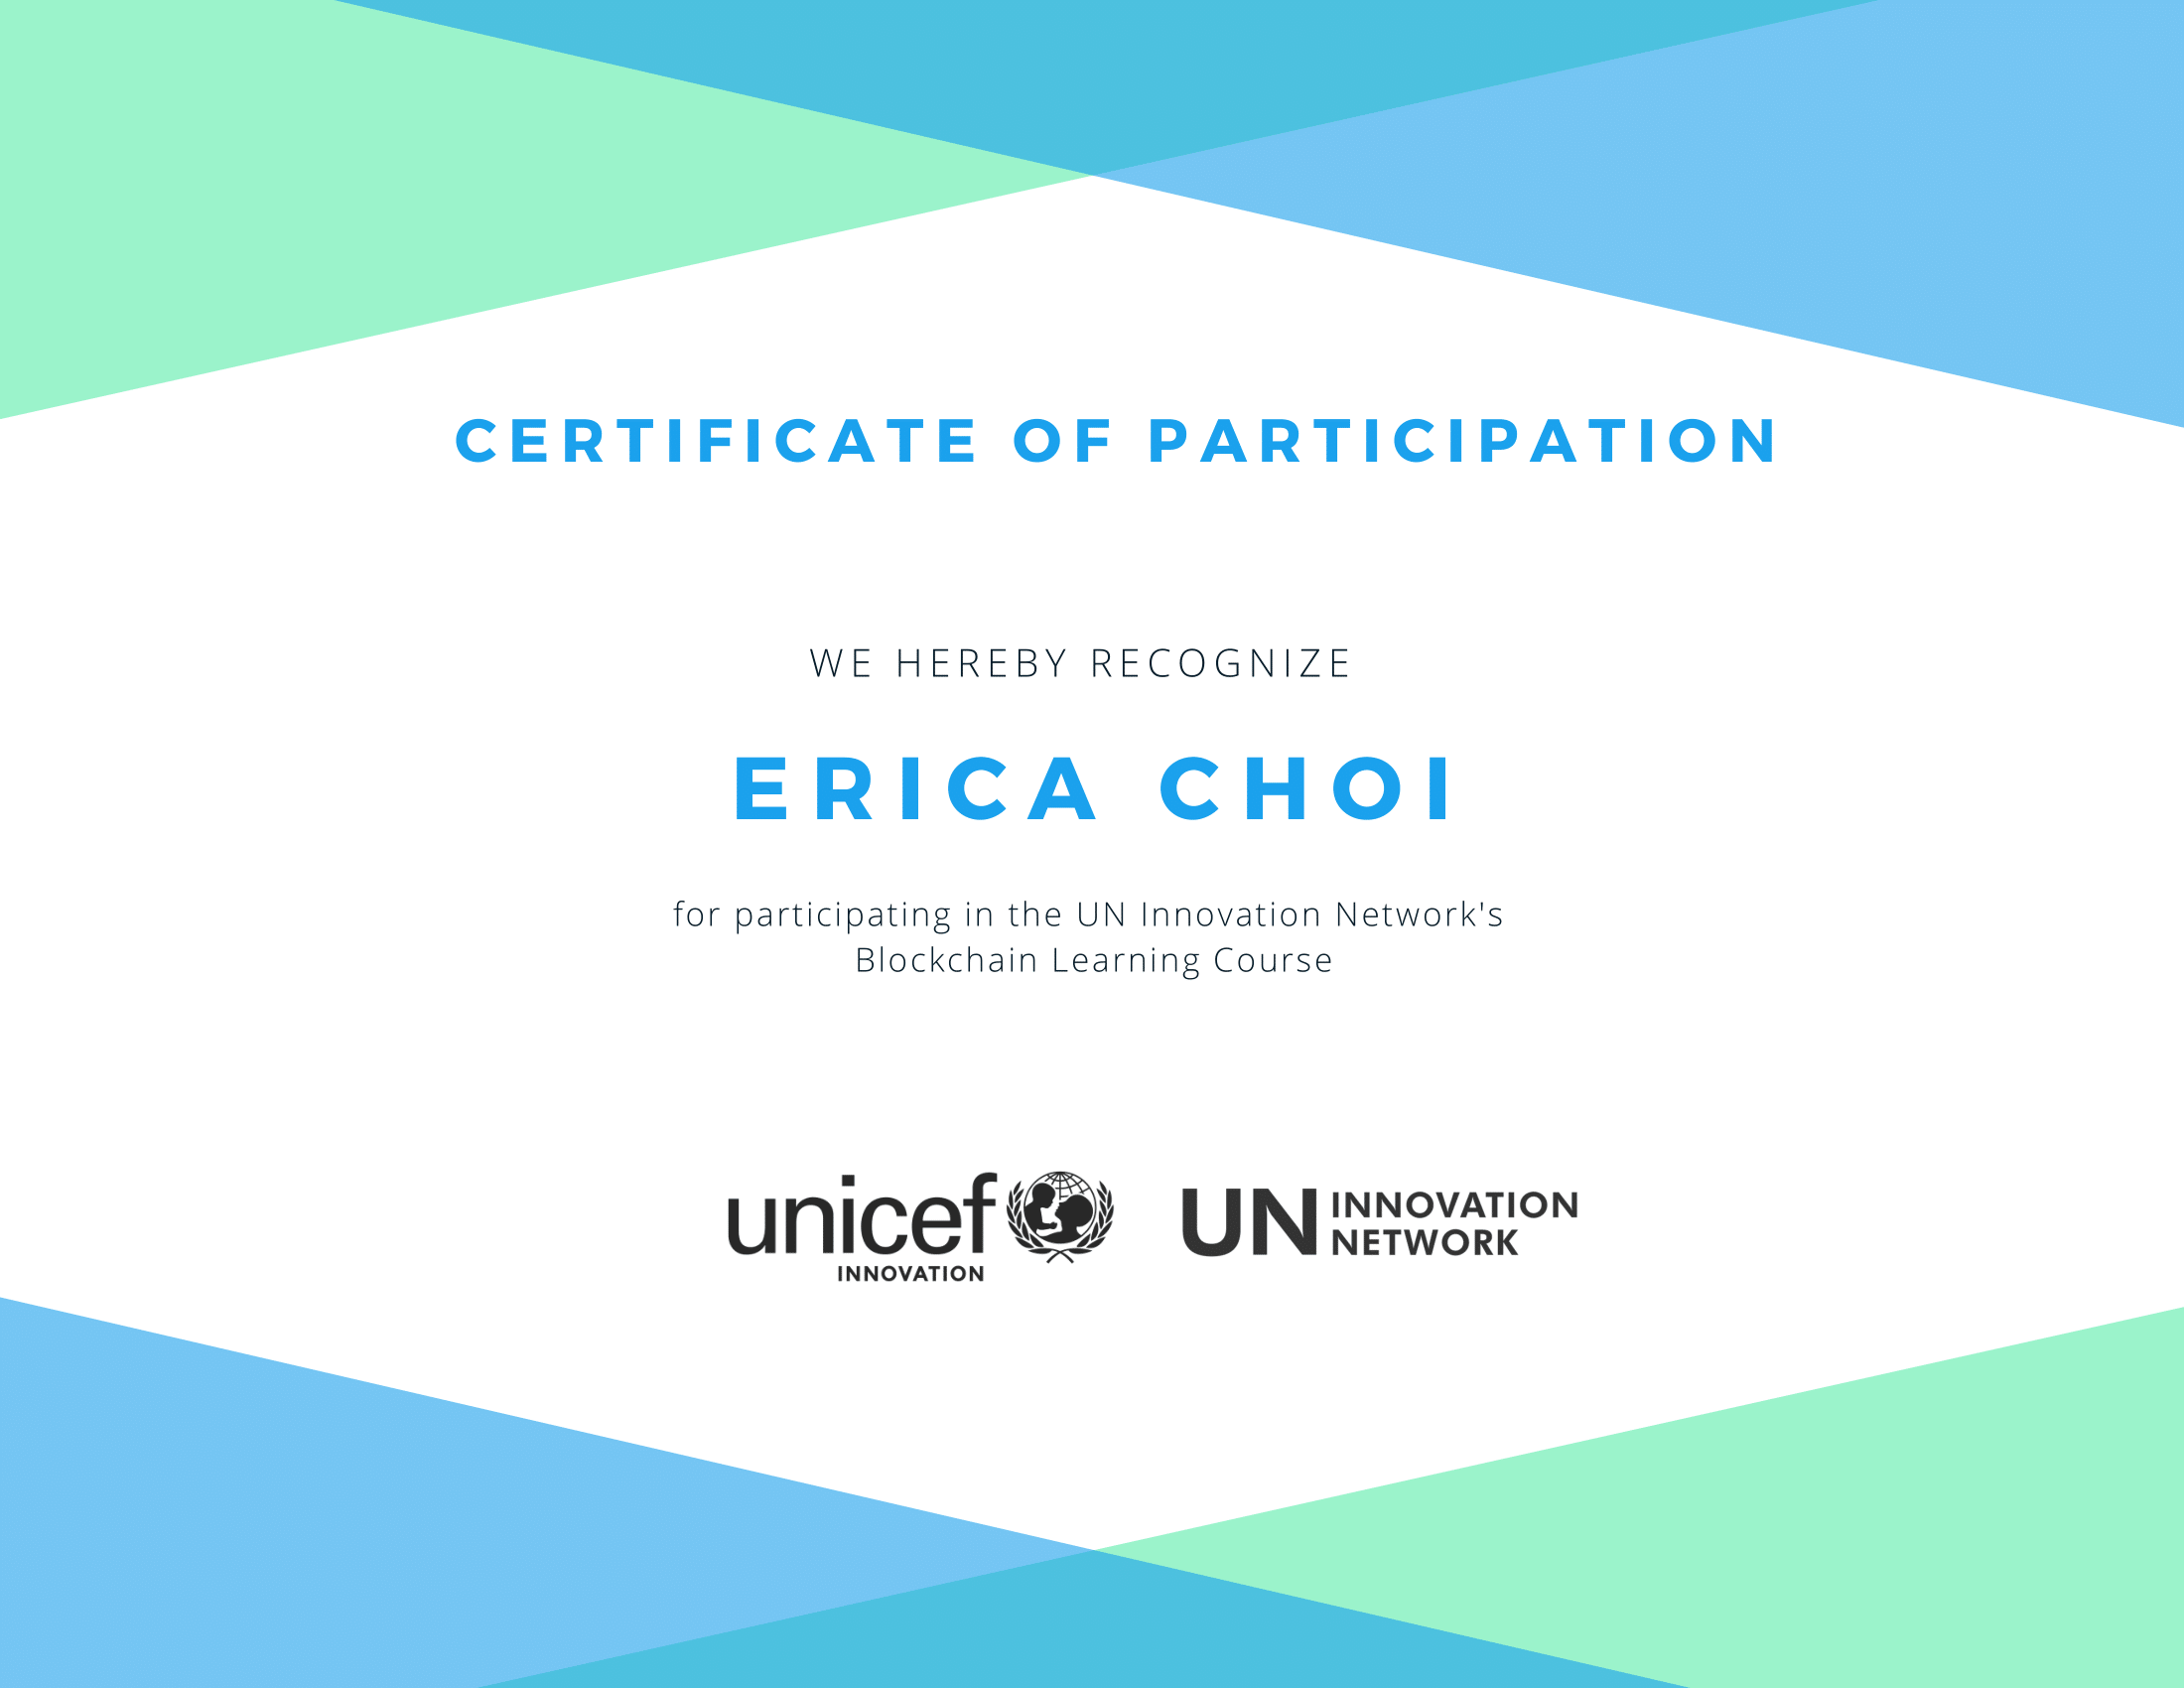 CERTIFICATE OF PARTICIPATION
WE HEREBY RECOGNIZE
ERICA CHOI
for participating in the UN Innovation Network's
Blockchain Learning Course
unicef
INNOVATION
UN INNOVATION
NETWORK